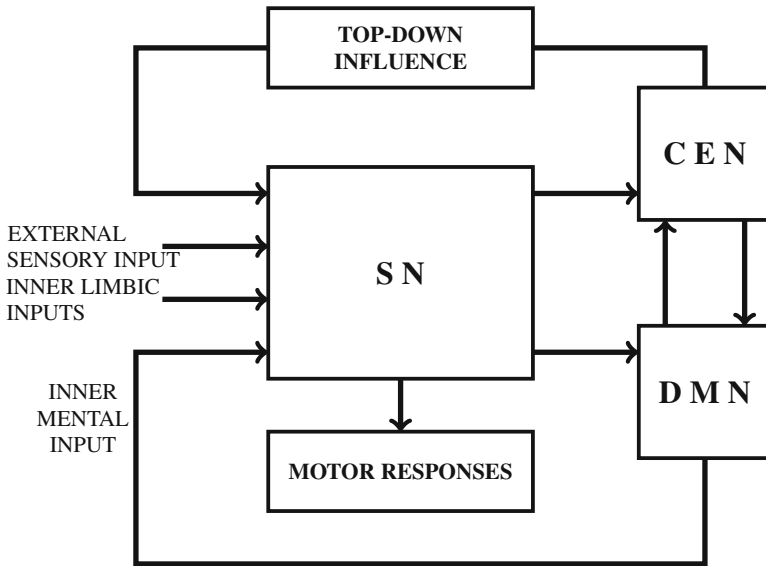 TOP-DOWN
INFLUENCE
C E N
EXTERNAL
SENSORY INPUT
INNER LIMBIC
INPUTS
S N
INNER
MENTAL
INPUT
D M N
MOTOR RESPONSES